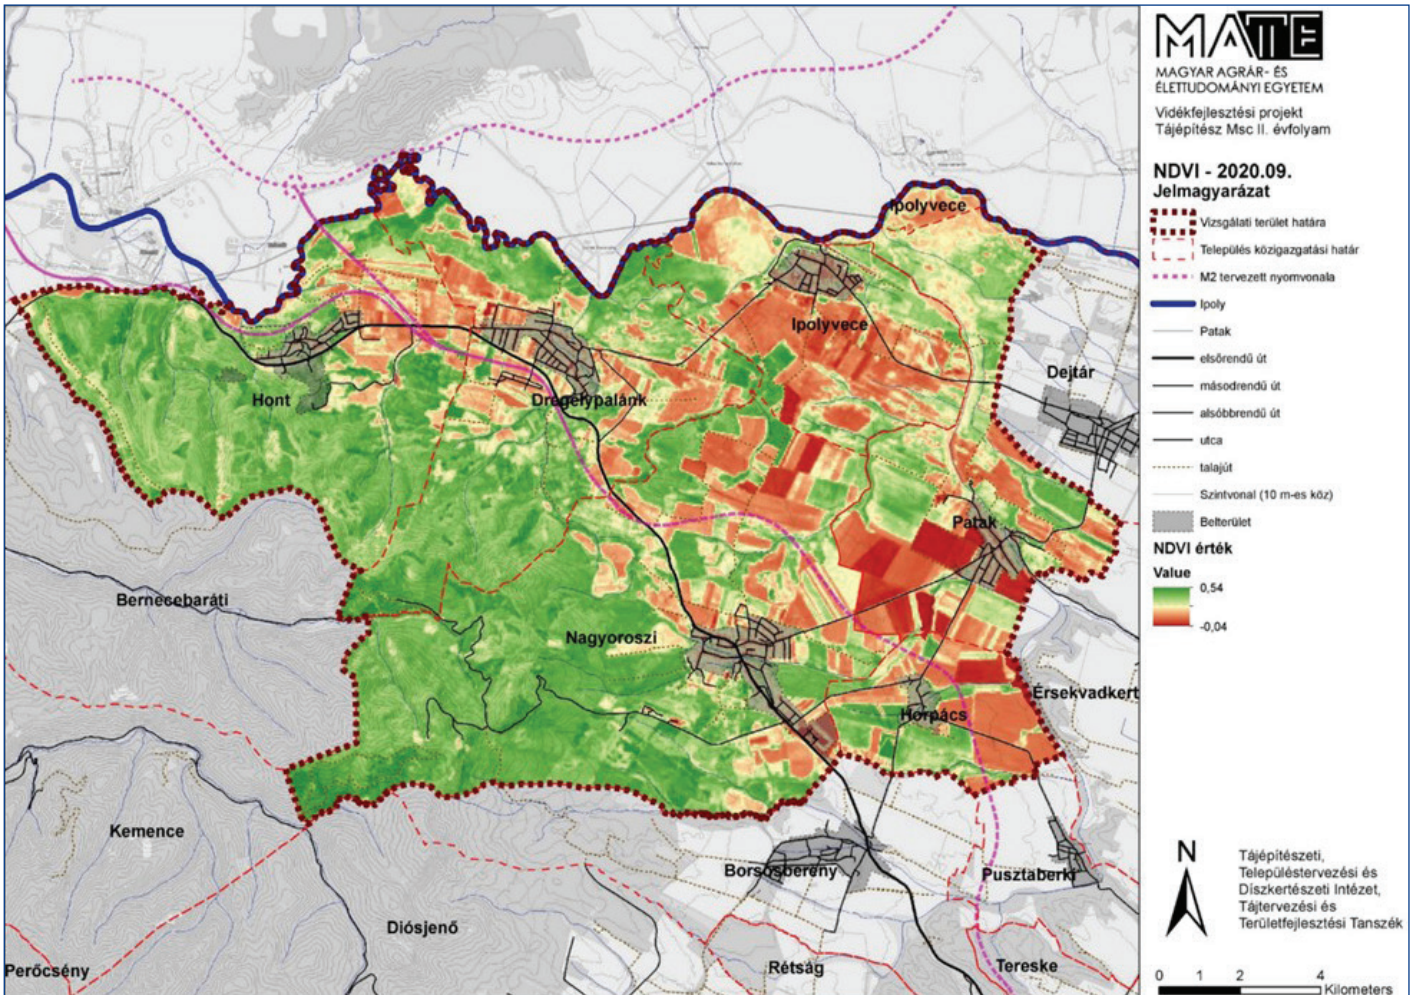 Ipolyvece
Ipolyvece
Dejtár
Hont
Drégelypalánk
Patak
Bernecebaráti
Nagyoroszi
Érsekvadkert
Horpács
Kemence
Borsosberény
Pusztaberki
Diósjenő
Perőcsény
Rétság
Tereske
MATE
MAGYAR AGRÁR- ÉS
ÉLETTUDOMÁNYI EGYETEM
Vidékfejlesztési projekt
Tájépítész Msc II. évfolyam
NDVI - 2020.09.
Jelmagyarázat
Vizsgálati terület határa
Település közigazgatási határ
M2 tervezett nyomvonala
Ipoly
Patak
elsőrendű út
másodrendű út
alsóbbrendű út
utca
talajút
Szintvonal (10 m-es köz)
Belterület
NDVI érték
Value
0,54
-0,04
N
Tájépítészeti,
Településtervezési és
Díszkertészeti Intézet,
Tájtervezési és
Területfejlesztési Tanszék
0 1 2 4
Kilometers